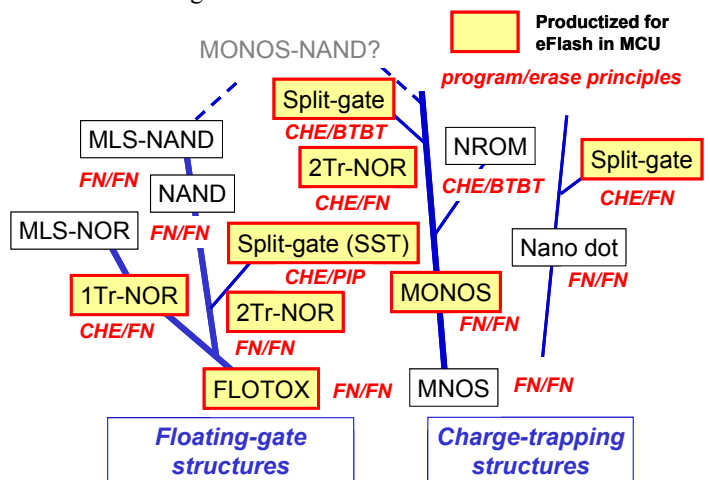 Productized for
eFlash in MCU
MONOS-NAND?
program/erase principles
Split-gate
CHE/BTBT
MLS-NAND
FN/FN
NROM
CHE/BTBT
Split-gate
CHE/FN
2Tr-NOR
CHE/FN
NAND
FN/FN
MLS-NOR
Split-gate (SST)
CHE/PIP
Nano dot
FN/FN
1Tr-NOR
CHE/FN
2Tr-NOR
FN/FN
MONOS
FN/FN
FLOTOX
FN/FN
MNOS
FN/FN
Floating-gate
structures
Charge-trapping
structures